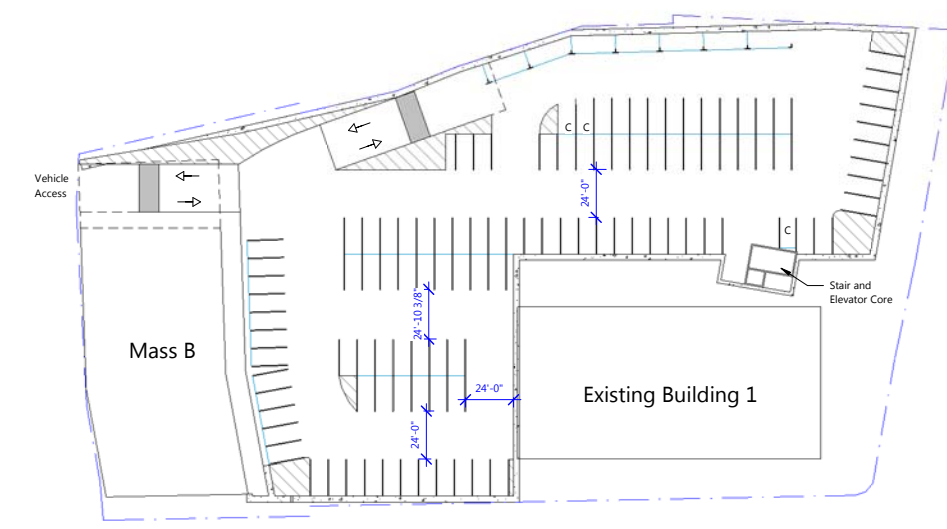 C C
Vehicle
Access
24'-0"
C
Stair and
Elevator Core
24'-10 3/8"
Mass B
24'-0"
Existing Building 1
24'-0"